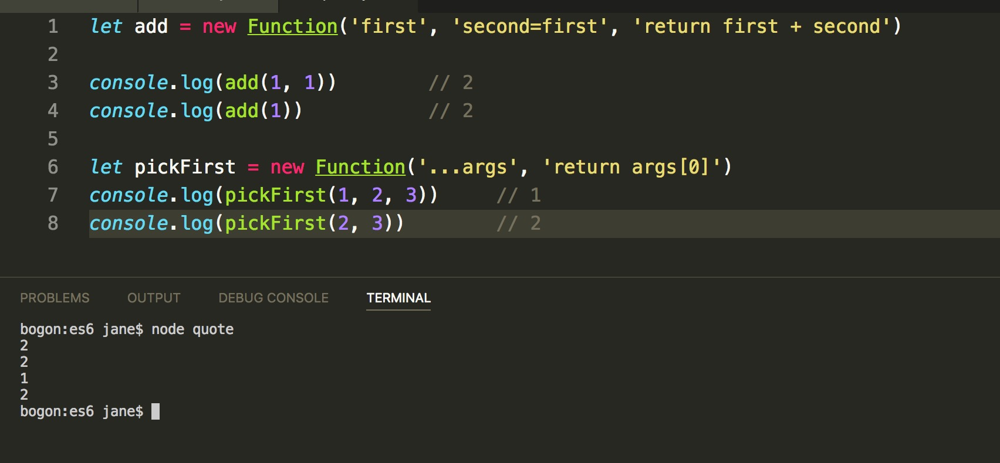 1 let add = new Function('first', 'second=first', 'return first + second')
2
3 console.log(add(1, 1)) // 2
4 console.log(add(1)) // 2
5
6 let pickFirst = new Function('...args', 'return args[0]')
7 console.log(pickFirst(1, 2, 3)) // 1
8 console.log(pickFirst(2, 3)) // 2
PROBLEMS OUTPUT DEBUG CONSOLE TERMINAL
bogon:es6 jane$ node quote
2
2
1
2
bogon:es6 jane$